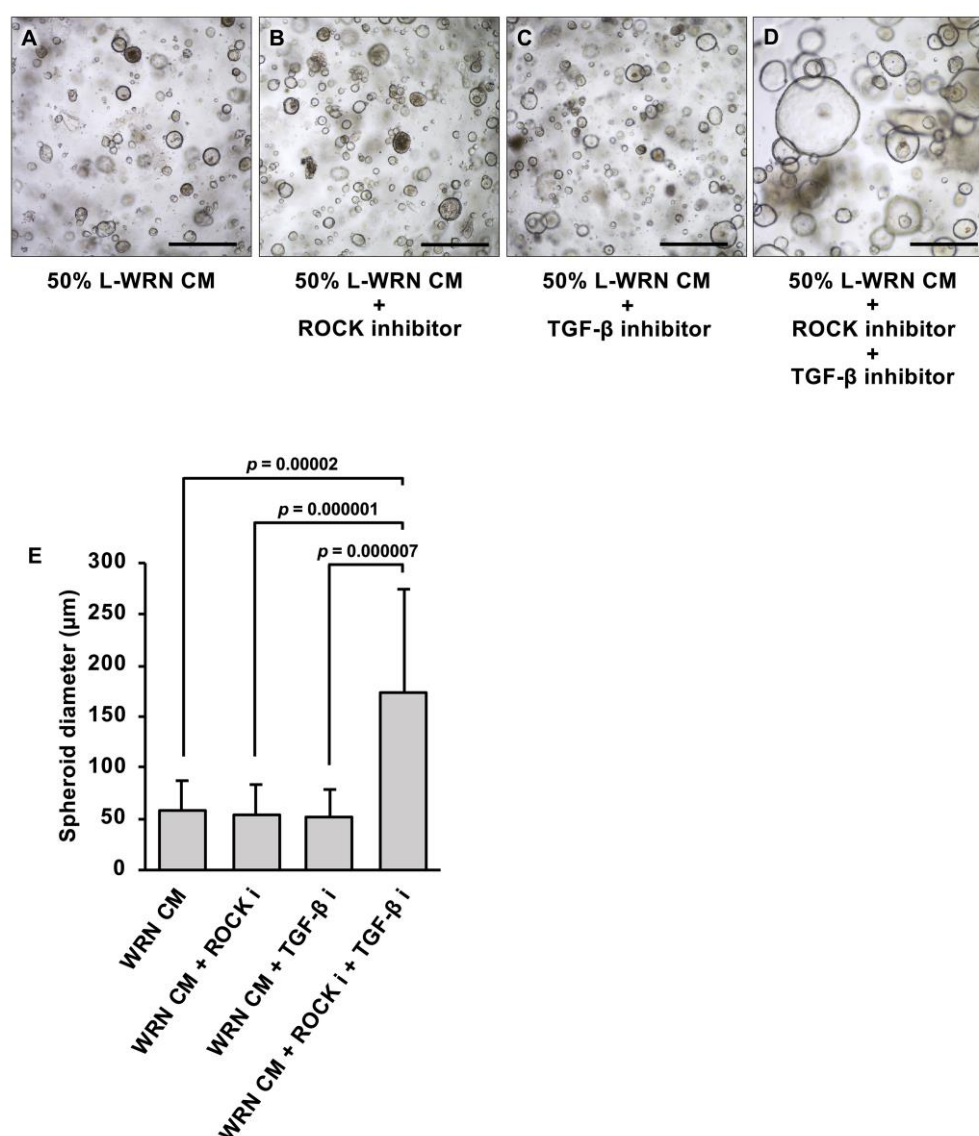 A
B
C
D
50% L-WRN CM
50% L-WRN CM
+
ROCK inhibitor
50% L-WRN CM
+
TGF-β inhibitor
50% L-WRN CM
+
ROCK inhibitor
+
TGF-β inhibitor
E
p = 0.00002
p = 0.000001
p = 0.000007
Spheroid diameter (µm)
300
250
200
150
100
50
0
WRN CM
WRN CM + ROCK i
WRN CM + TGF-β i
WRN CM + ROCK i + TGF-β i